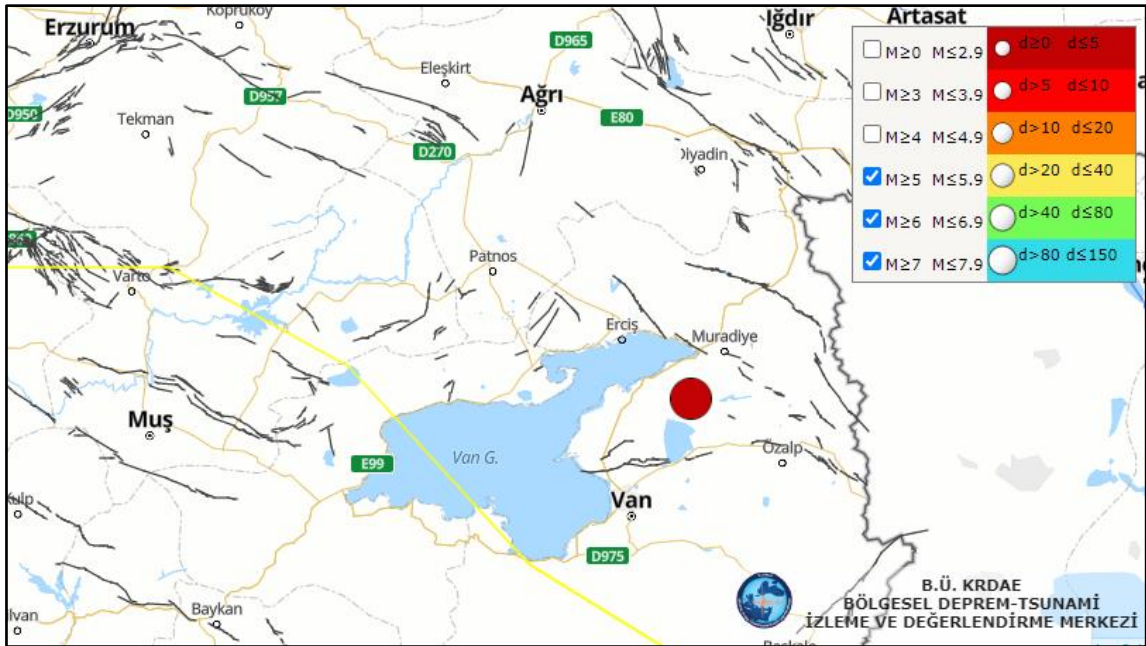 Köprüköy
Erzurum
Iğdır
Artasat
D965
Eleşkirt
D957
Ağrı
D950
Tekman
E80
D270
Diyadin
M≥0 M≤2.9
d≥0 d≤5
M≥3 M≤3.9
d>5 d≤10
M≥4 M≤4.9
d>10 d≤20
M≥5 M≤5.9
d>20 d≤40
M≥6 M≤6.9
d>40 d≤80
M≥7 M≤7.9
d>80 d≤150
Patnos
Varto
Erciş
Muradiye
Muş
Van G.
E99
Özalp
Kulp
Van
D975
Baykan
B.Ü. KRDAE
BÖLGESEL DEPREM-TSUNAMİ
İZLEME VE DEĞERLENDİRME MERKEZİ